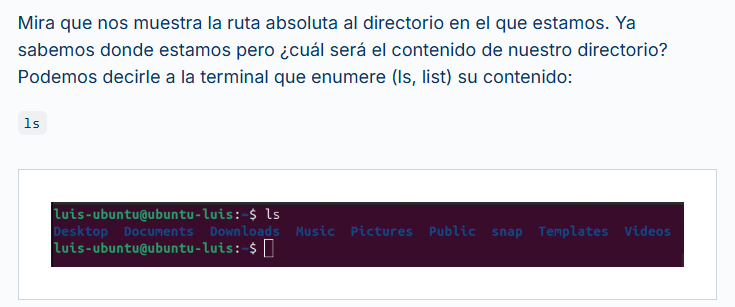 Mira que nos muestra la ruta absoluta al directorio en el que estamos. Ya
sabemos donde estamos pero ¿cuál será el contenido de nuestro directorio?
Podemos decirle a la terminal que enumere (ls, list) su contenido:
ls
luis-ubuntu@ubuntu-luis:~$ ls
Desktop Documents Downloads Music Pictures Public snap Templates Videos
luis-ubuntu@ubuntu-luis:~$